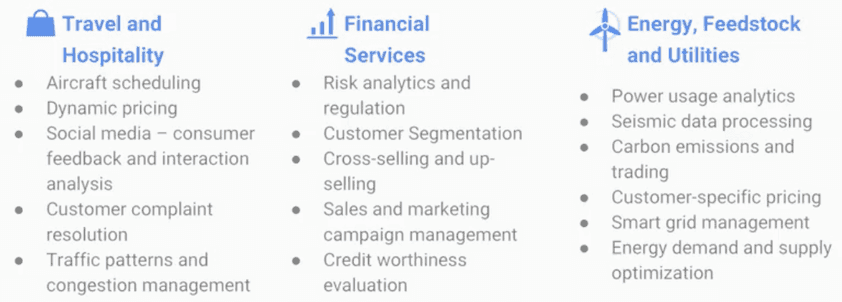 Travel and
Hospitality
● Aircraft scheduling
● Dynamic pricing
● Social media – consumer
feedback and interaction
analysis
● Customer complaint
resolution
● Traffic patterns and
congestion management
Financial
Services
● Risk analytics and
regulation
● Customer Segmentation
● Cross-selling and up-
selling
● Sales and marketing
campaign management
● Credit worthiness
evaluation
Energy, Feedstock
and Utilities
● Power usage analytics
● Seismic data processing
● Carbon emissions and
trading
● Customer-specific pricing
● Smart grid management
● Energy demand and supply
optimization